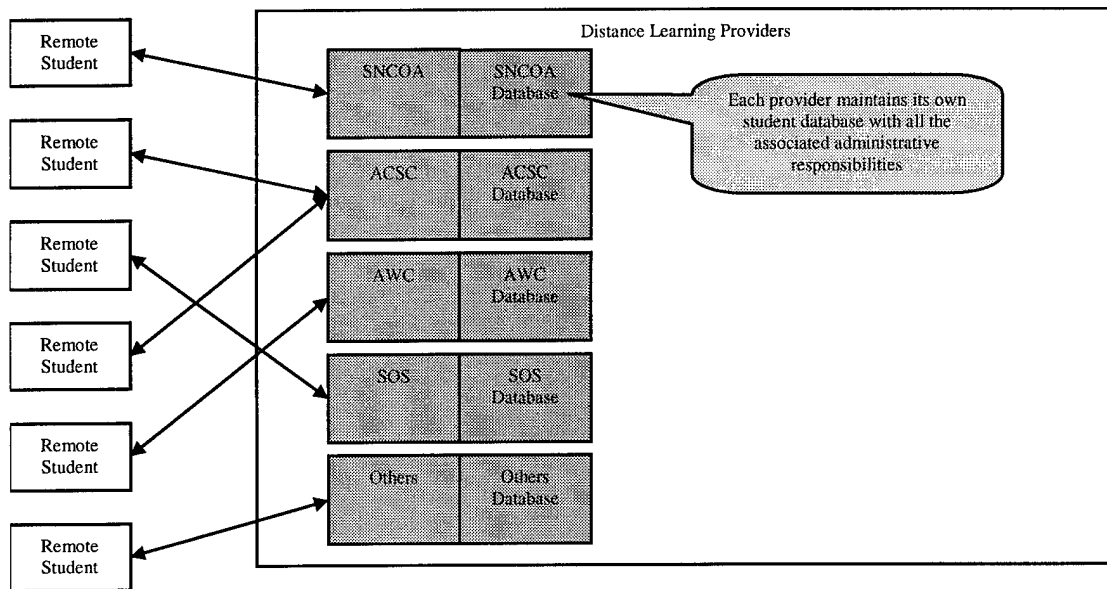 Distance Learning Providers
Remote
Student
Remote
Student
Remote
Student
Remote
Student
Remote
Student
Remote
Student
SNCOA
SNCOA
Database
ACSC
ACSC
Database
AWC
AWC
Database
SOS
SOS
Database
Others
Others
Database
Each provider maintains its own
student database with all the
associated administrative
responsibilities